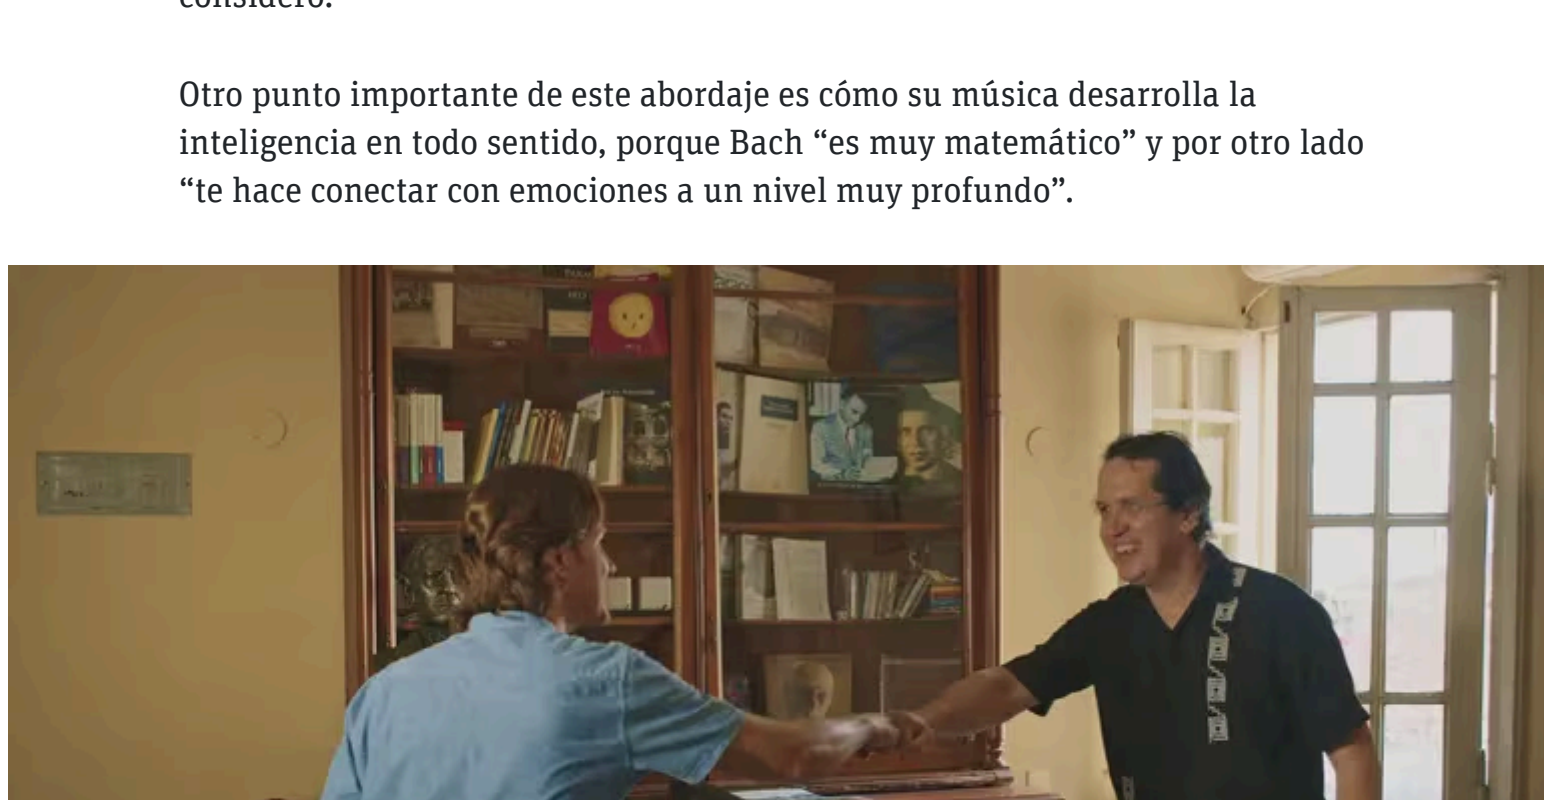 considero.
Otro punto importante de este abordaje es cómo su música desarrolla la
inteligencia en todo sentido, porque Bach “es muy matemático” y por otro lado
“te hace conectar con emociones a un nivel muy profundo”.